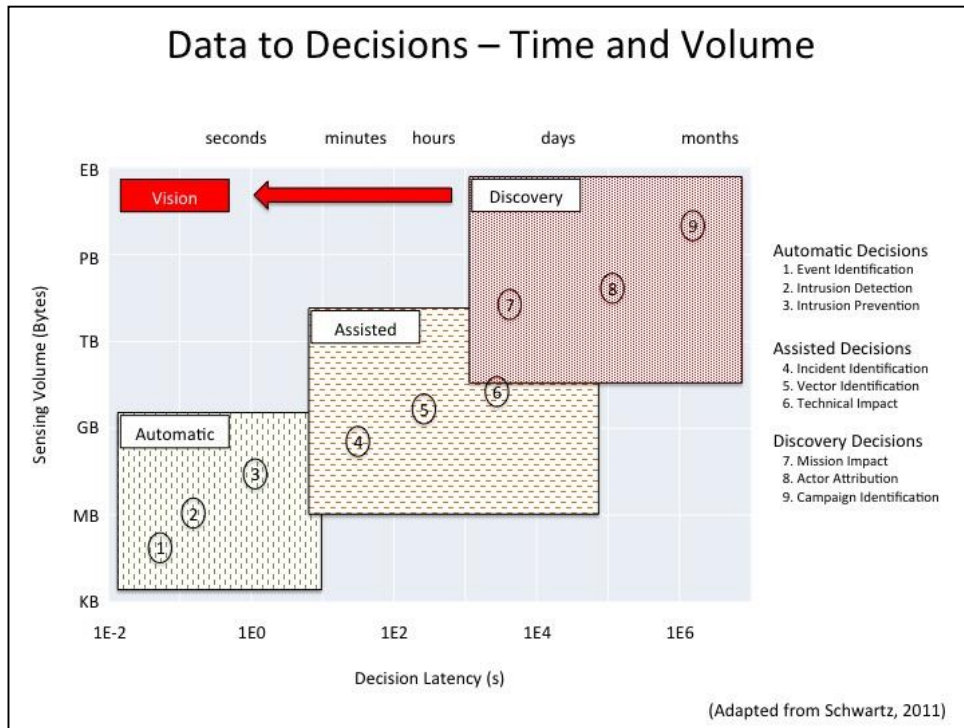 Data to Decisions – Time and Volume
seconds minutes hours days months
EB
PB
TB
GB
MB
KB
Sensing Volume (Bytes)
Vision
Discovery
9
8
7
Assisted
6
5
4
Automatic
3
2
1
1E-2 1E0 1E2 1E4 1E6
Decision Latency (s)
Automatic Decisions
1. Event Identification
2. Intrusion Detection
3. Intrusion Prevention
Assisted Decisions
4. Incident Identification
5. Vector Identification
6. Technical Impact
Discovery Decisions
7. Mission Impact
8. Actor Attribution
9. Campaign Identification
(Adapted from Schwartz, 2011)